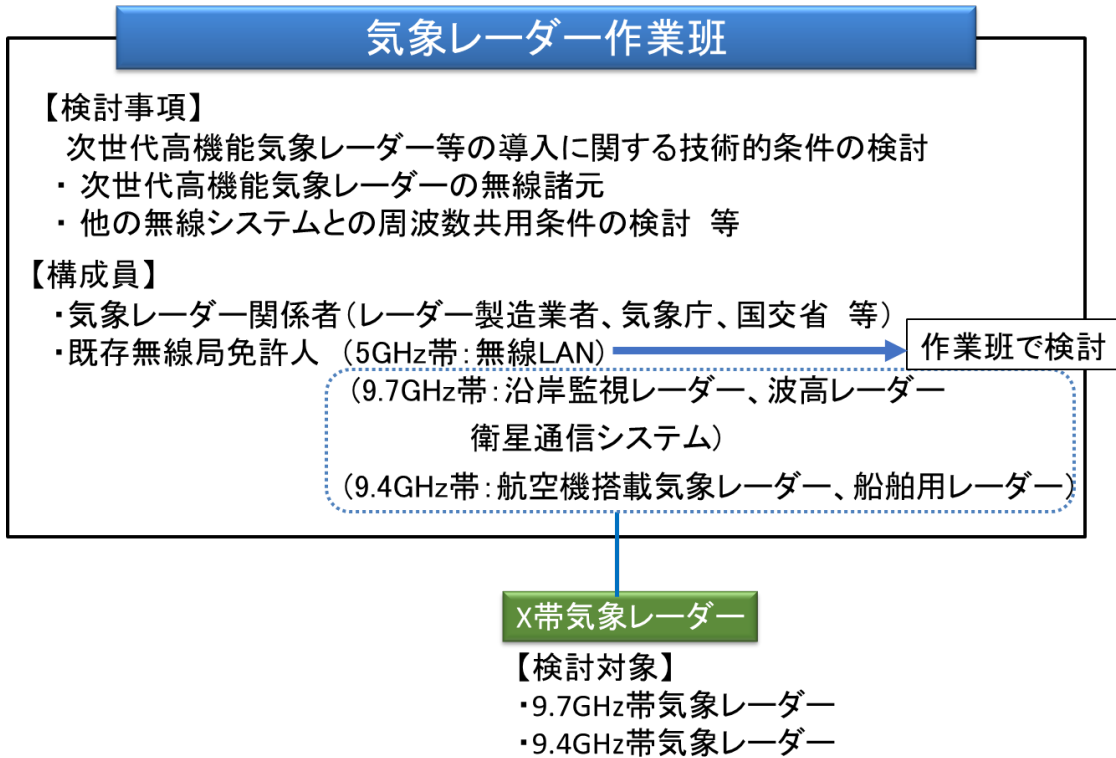 気象レーダー作業班
【検討事項】
次世代高機能気象レーダー等の導入に関する技術的条件の検討
・ 次世代高機能気象レーダーの無線諸元
・ 他の無線システムとの周波数共用条件の検討 等
【構成員】
・気象レーダー関係者（レーダー製造業者、気象庁、国交省 等）
・既存無線局免許人 （5GHz帯：無線LAN）
作業班で検討
（9.7GHz帯：沿岸監視レーダー、波高レーダー
衛星通信システム）
（9.4GHz帯：航空機搭載気象レーダー、船舶用レーダー）
X帯気象レーダー
【検討対象】
・9.7GHz帯気象レーダー
・9.4GHz帯気象レーダー